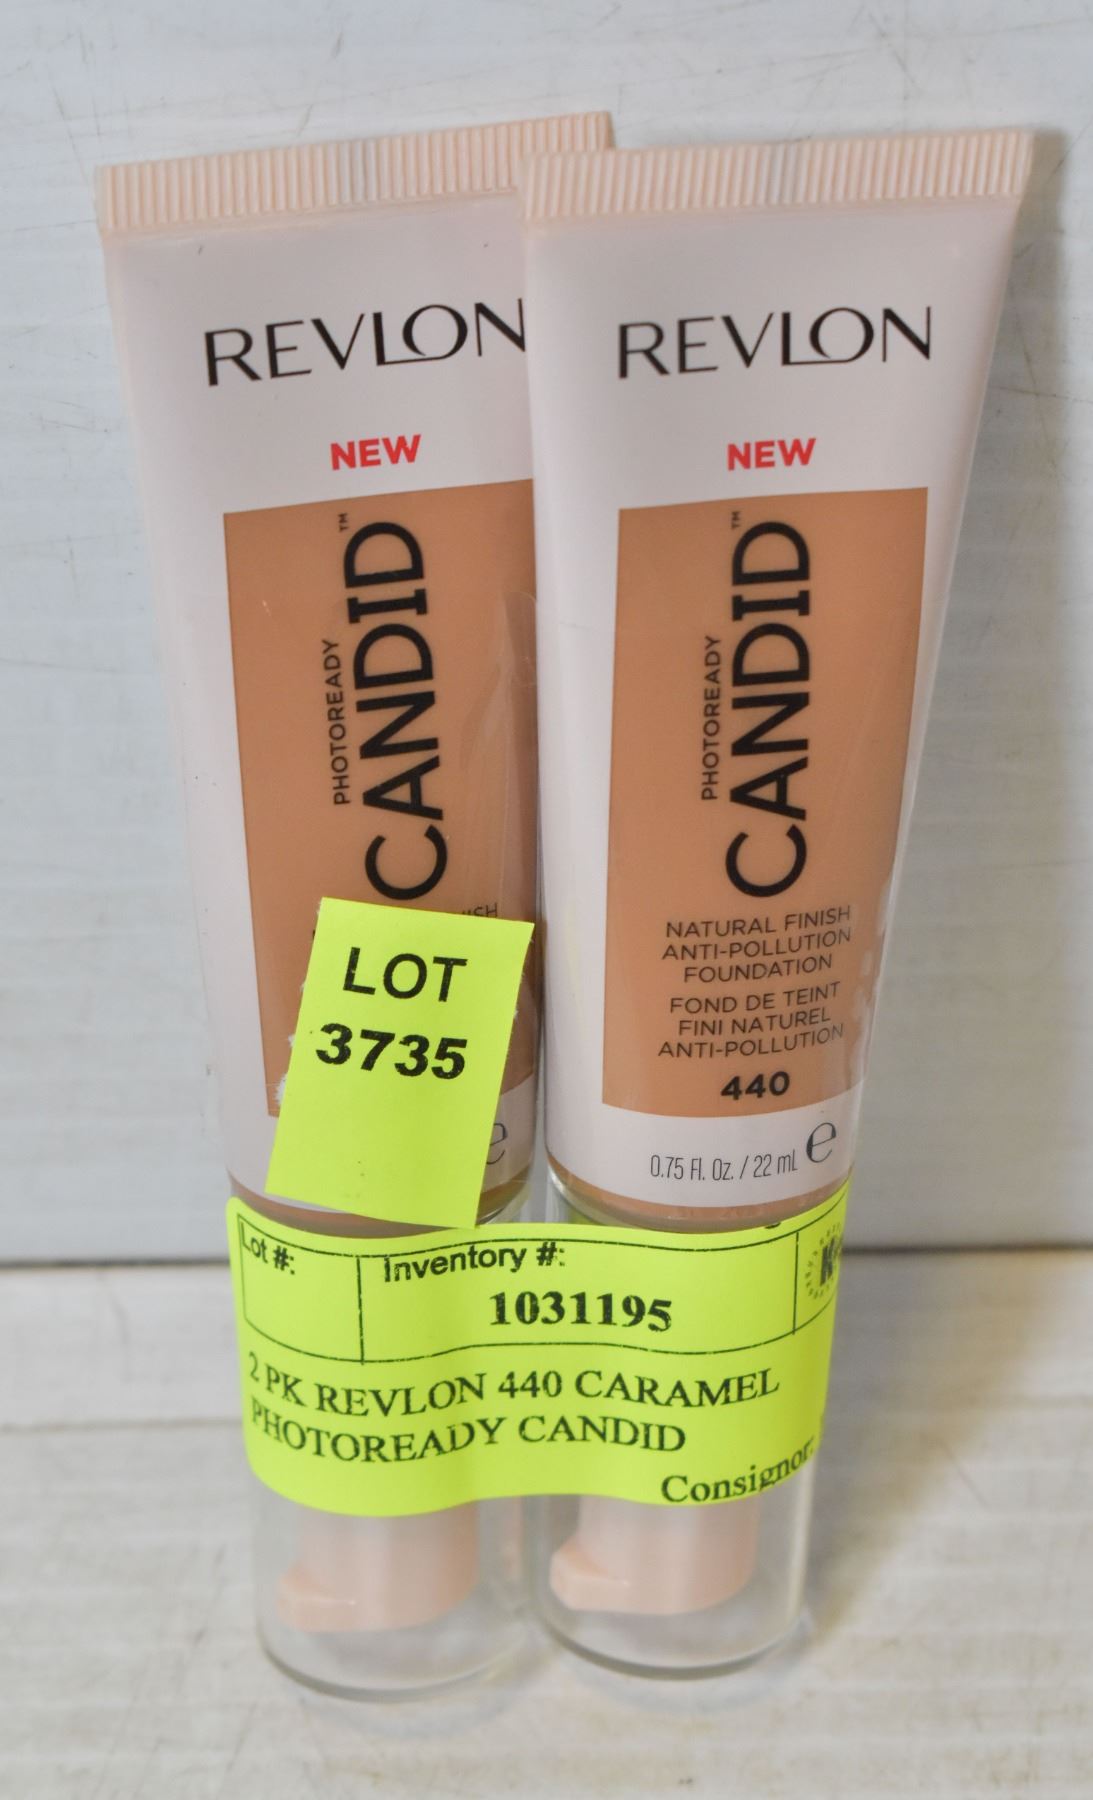 REVLON
NEW
PHOTOREADY
CANDID™
LOT
3735
e
REVLON
NEW
PHOTOREADY
CANDID™
NATURAL FINISH
ANTI-POLLUTION
FOUNDATION
FOND DE TEINT
FINI NATUREL
ANTI-POLLUTION
440
0.75 Fl. Oz. / 22 mL e
Lot #: Inventory #:
1031195
2 PK REVLON 440 CARAMEL
PHOTOREADY CANDID
Consignor: